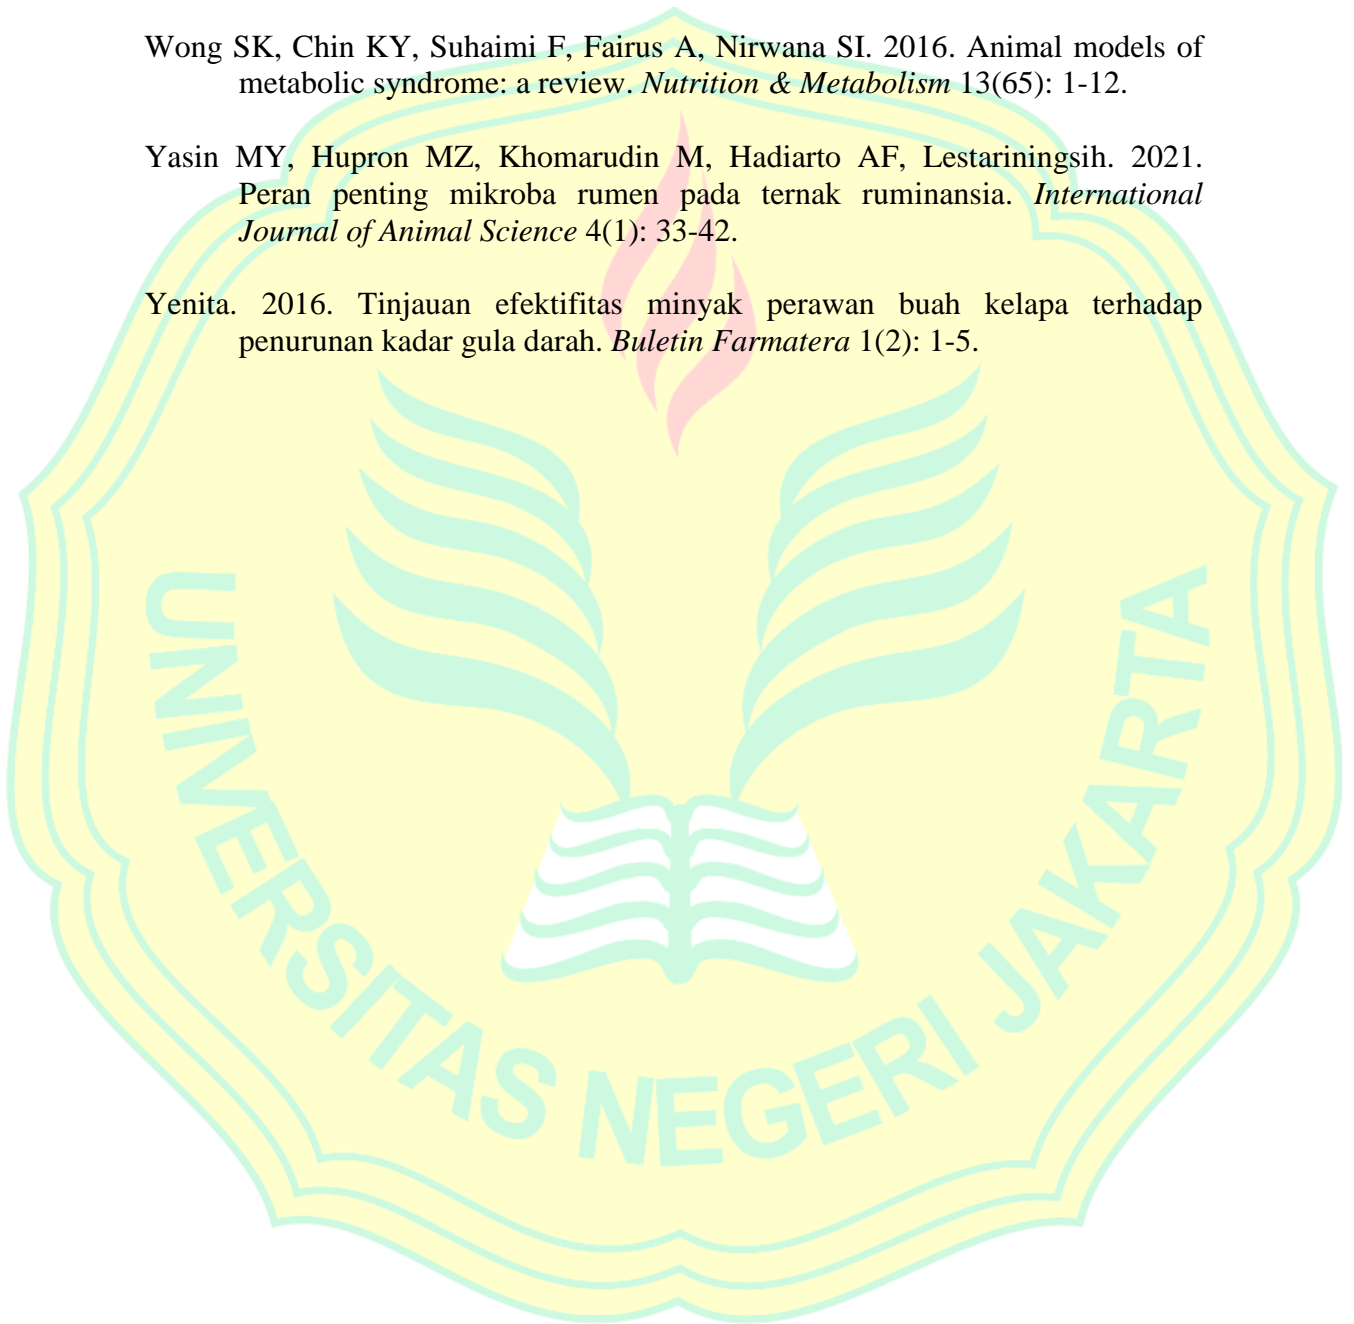 Wong SK, Chin KY, Suhaimi F, Fairus A, Nirwana SI. 2016. Animal models of
metabolic syndrome: a review. Nutrition & Metabolism 13(65): 1-12.
Yasin MY, Hupron MZ, Khomarudin M, Hadiarto AF, Lestariningsih. 2021.
Peran penting mikroba rumen pada ternak ruminansia. International
Journal of Animal Science 4(1): 33-42.
Yenita. 2016. Tinjauan efektifitas minyak perawan buah kelapa terhadap
penurunan kadar gula darah. Buletin Farmatera 1(2): 1-5.
UNIVERSITAS NEGERI JAKARTA